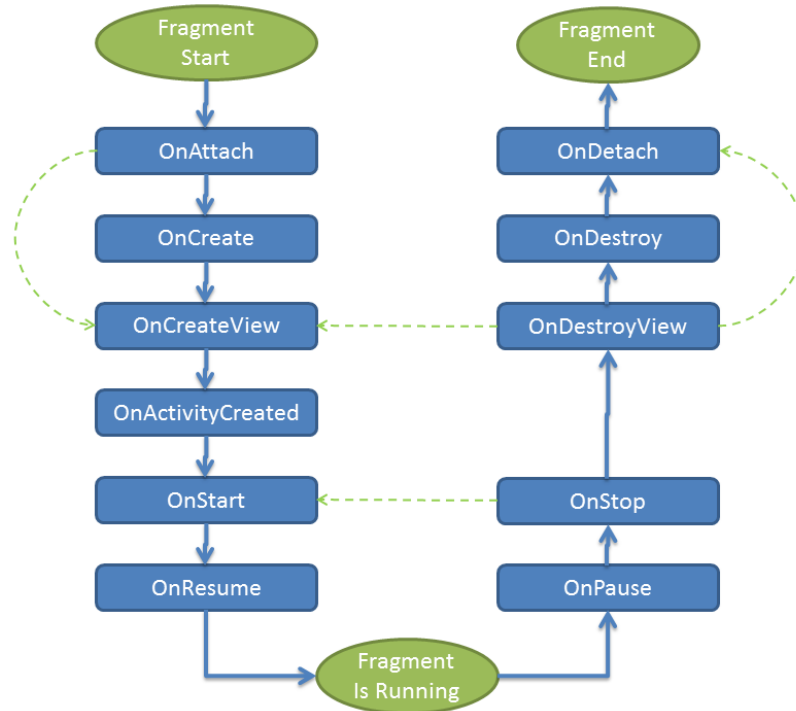 Fragment
Start
OnAttach
OnCreate
OnCreateView
OnActivityCreated
OnStart
OnResume
Fragment
Is Running
OnPause
OnStop
OnDestroyView
OnDestroy
OnDetach
Fragment
End